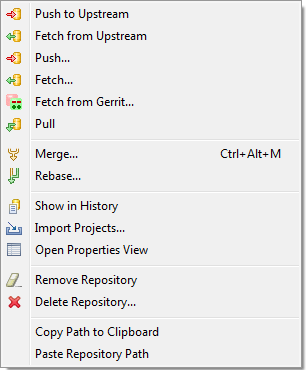 Push to Upstream
Fetch from Upstream
Push...
Fetch...
Fetch from Gerrit...
Pull
Merge... Ctrl+Alt+M
Rebase...
Show in History
Import Projects...
Open Properties View
Remove Repository
Delete Repository...
Copy Path to Clipboard
Paste Repository Path